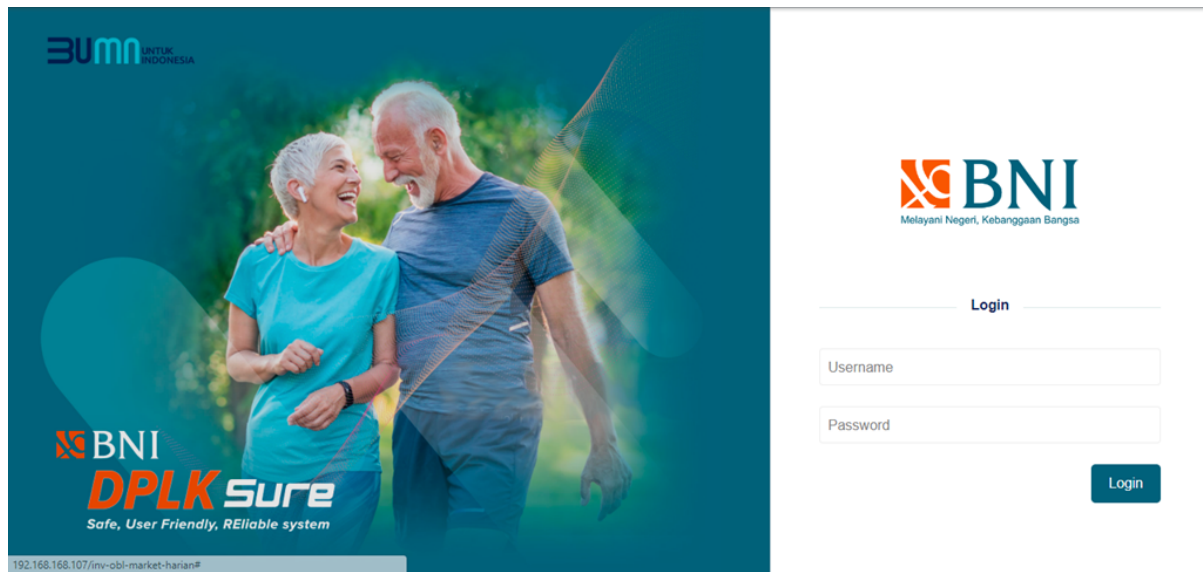 BUMN UNTUK
INDONESIA
BNI
DPLK Sure
Safe, User Friendly, REliable system
192.168.168.107/inv-obl-market-harian#
BNI
Melayani Negeri, Kebanggaan Bangsa
Login
Username
Password
Login